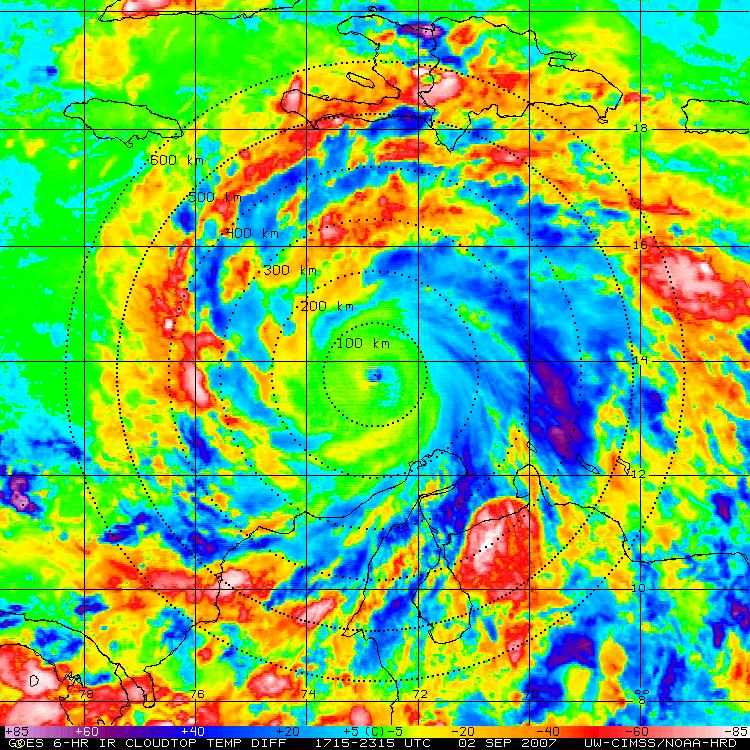 18
600 km
500 km
400 km
16
300 km
200 km
100 km
14
12
10
78 76 74 72 70 8
+85 +60 +40 +20 +5(C)-5 -20 -40 -60 -85
GOES 6-HR IR CLOUDTOP TEMP DIFF 1715-2315 UTC 02 SEP 2007 UW-CIMSS/NOAA-HRD